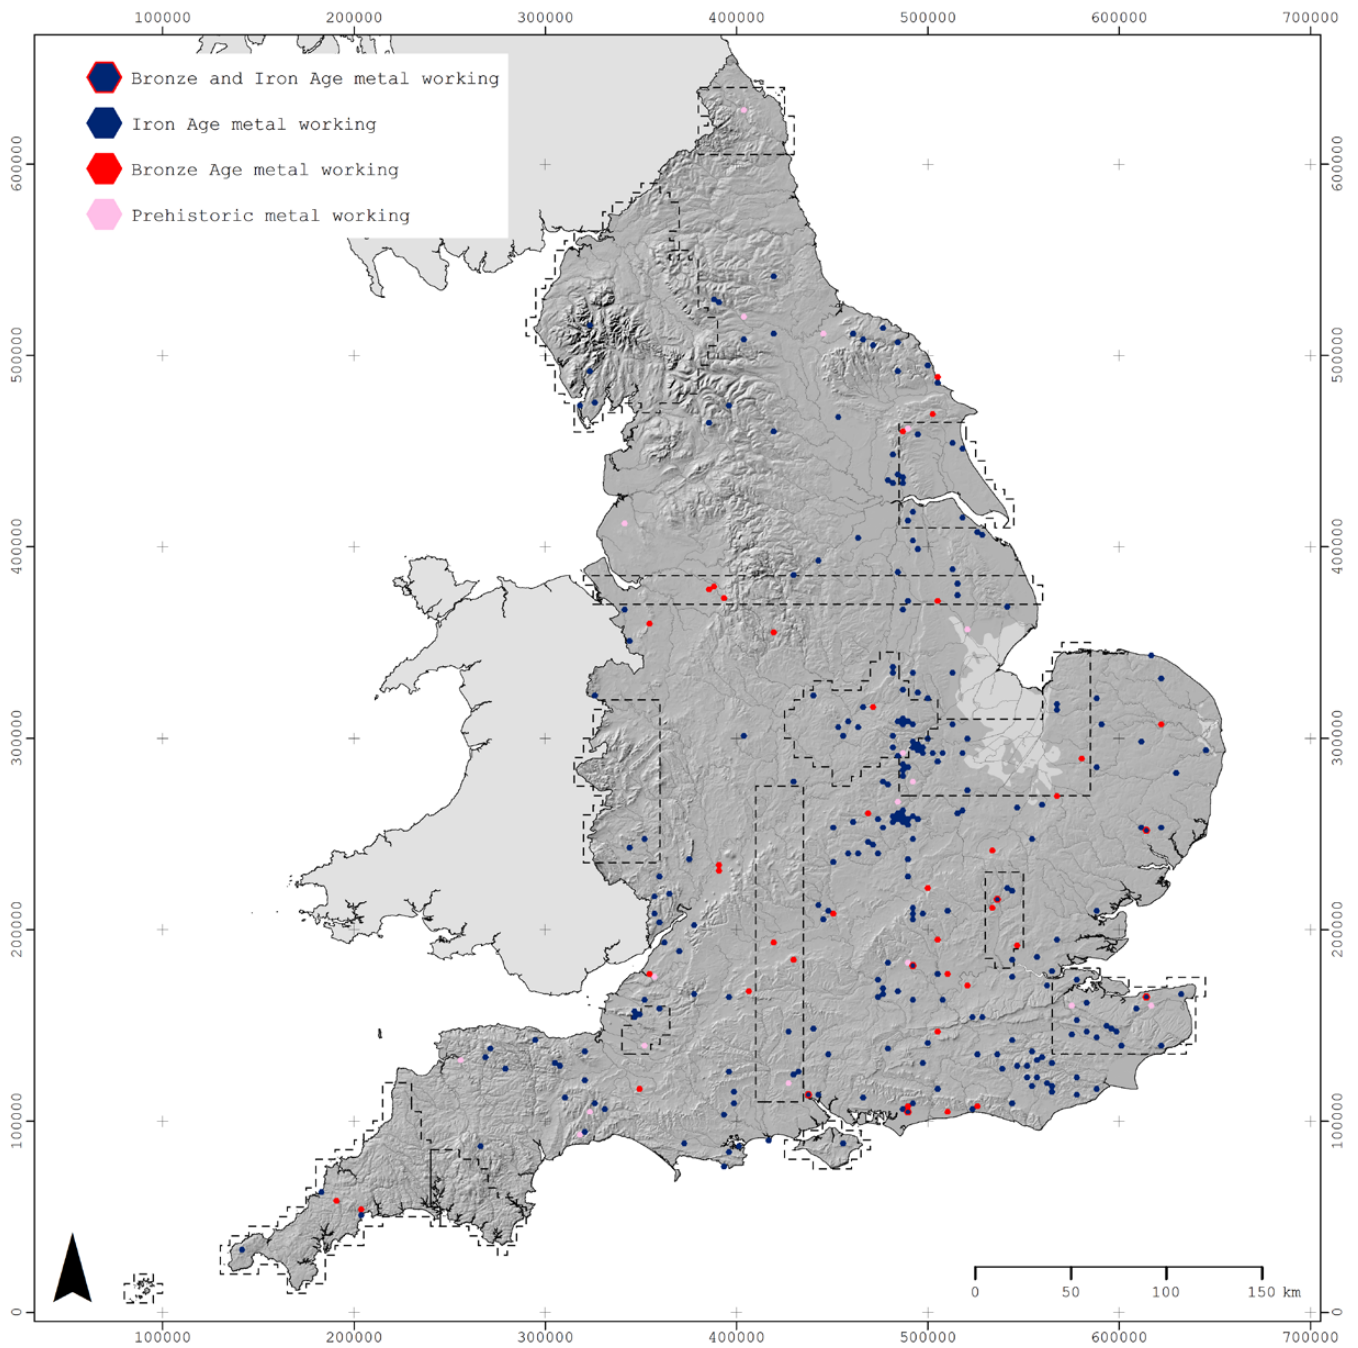 100000 200000 300000 400000 500000 600000 700000
Bronze and Iron Age metal working
Iron Age metal working
Bronze Age metal working
Prehistoric metal working
600000 600000
500000 500000
400000 400000
300000 300000
200000 200000
100000 100000
0 50 100 150 km
0 0
100000 200000 300000 400000 500000 600000 700000